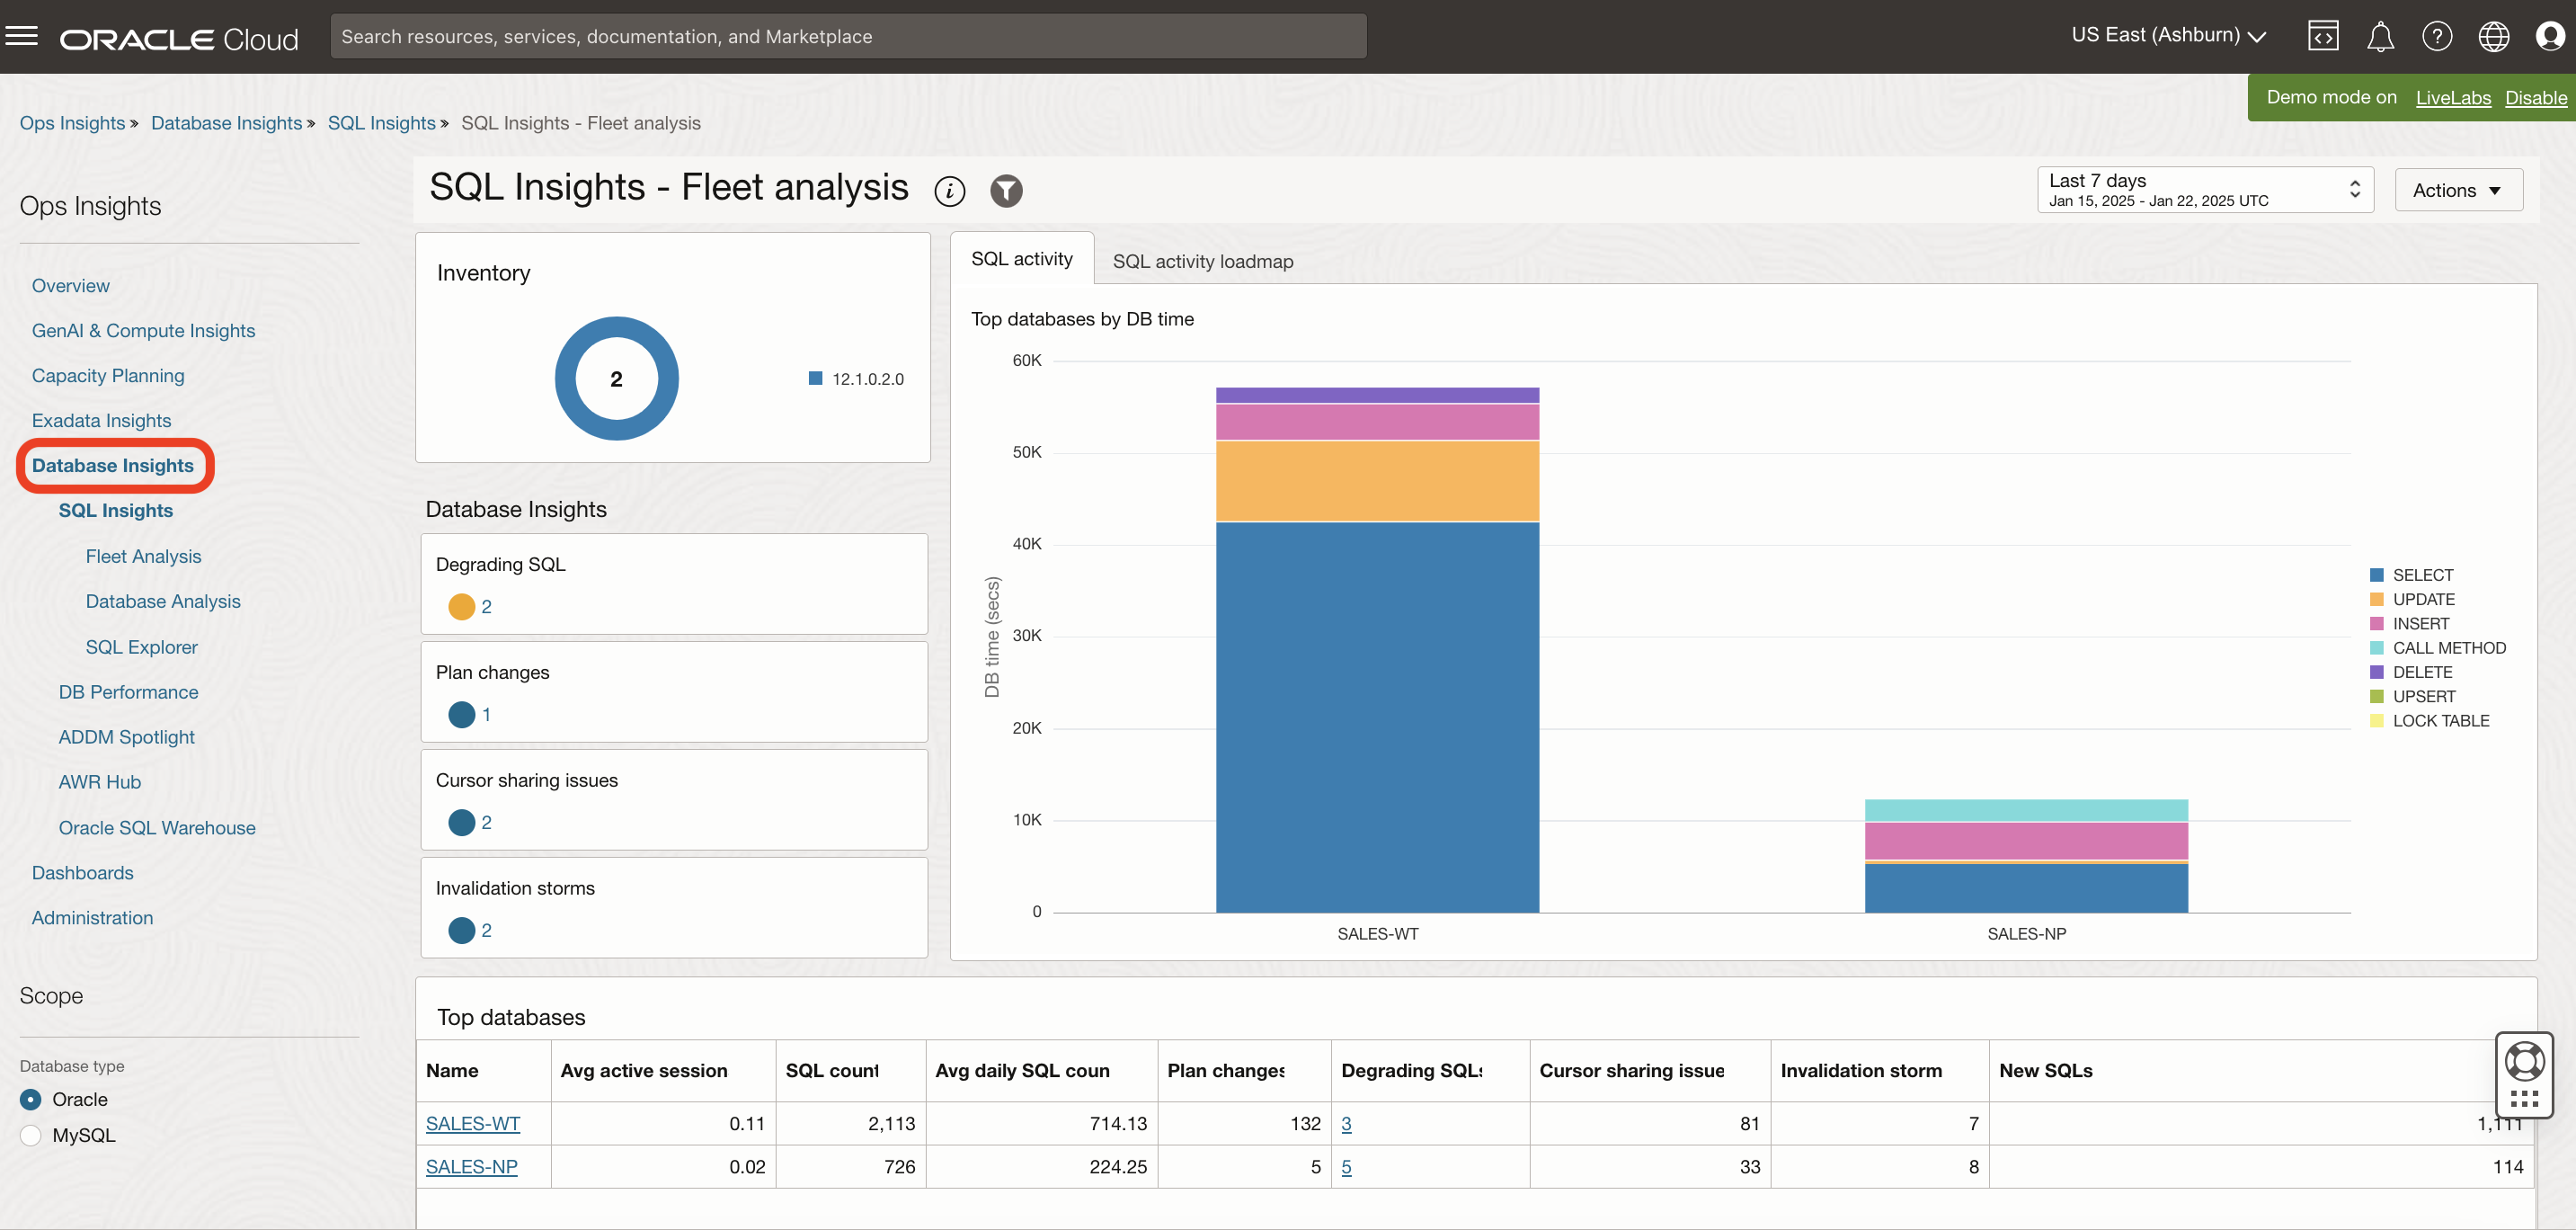 ORACLE Cloud
Search resources, services, documentation, and Marketplace
US East (Ashburn)
Demo mode on LiveLabs Disable
Ops Insights » Database Insights » SQL Insights » SQL Insights - Fleet analysis
Ops Insights
Overview
GenAI & Compute Insights
Capacity Planning
Exadata Insights
Database Insights
SQL Insights
Fleet Analysis
Database Analysis
SQL Explorer
DB Performance
ADDM Spotlight
AWR Hub
Oracle SQL Warehouse
Dashboards
Administration
Scope
Database type
Oracle
MySQL
SQL Insights - Fleet analysis
Last 7 days
Jan 15, 2025 - Jan 22, 2025 UTC
Actions
Inventory
2
12.1.0.2.0
Database Insights
Degrading SQL
2
Plan changes
1
Cursor sharing issues
2
Invalidation storms
2
SQL activity
SQL activity loadmap
Top databases by DB time
DB time (secs)
60K
50K
40K
30K
20K
10K
0
SALES-WT
SALES-NP
SELECT
UPDATE
INSERT
CALL METHOD
DELETE
UPSERT
LOCK TABLE
Top databases
Name Avg active session SQL count Avg daily SQL coun Plan changes Degrading SQLs Cursor sharing issue Invalidation storm New SQLs
SALES-WT 0.11 2,113 714.13 132 3 81 7 1,111
SALES-NP 0.02 726 224.25 5 5 33 8 114